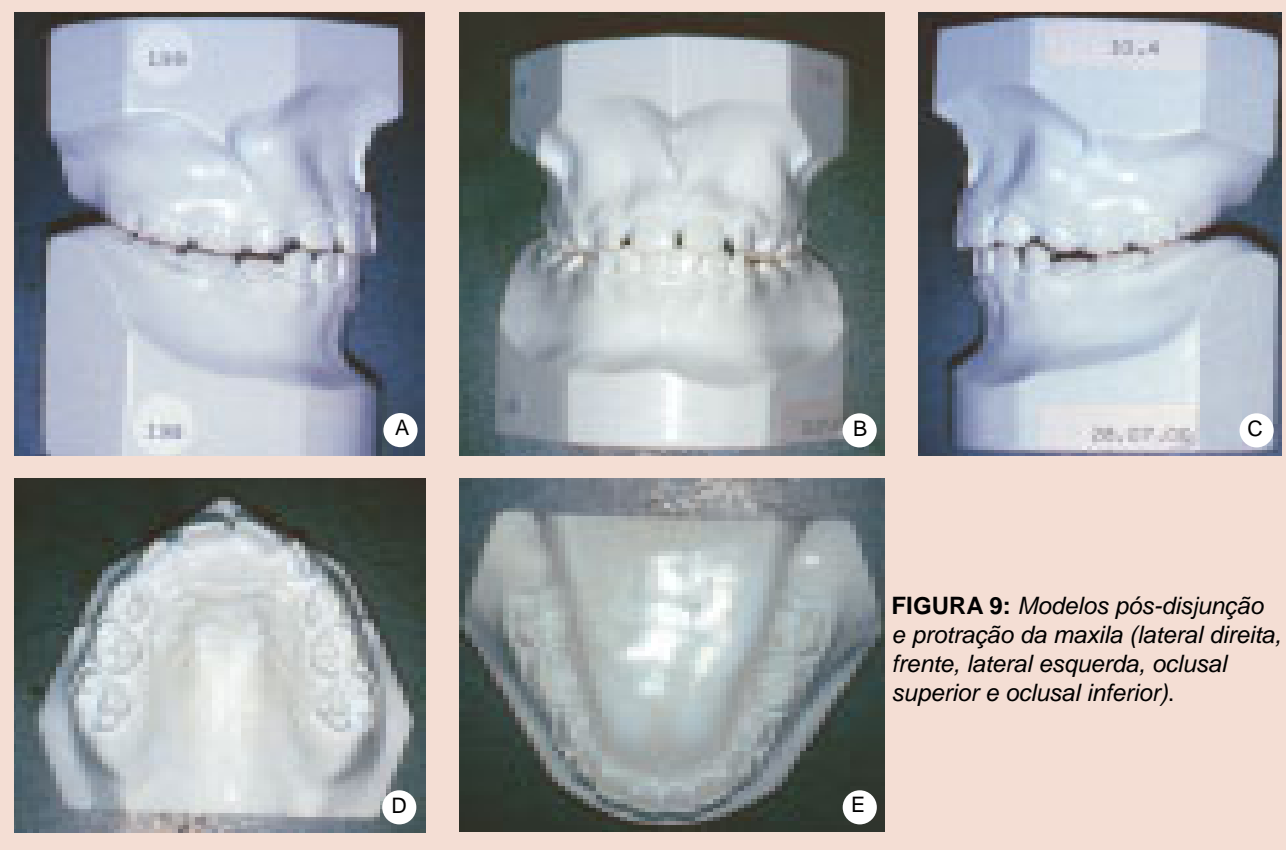 A
B
C
D
E
FIGURA 9: Modelos pós-disjunção
e protração da maxila (lateral direita,
frente, lateral esquerda, oclusal
superior e oclusal inferior).